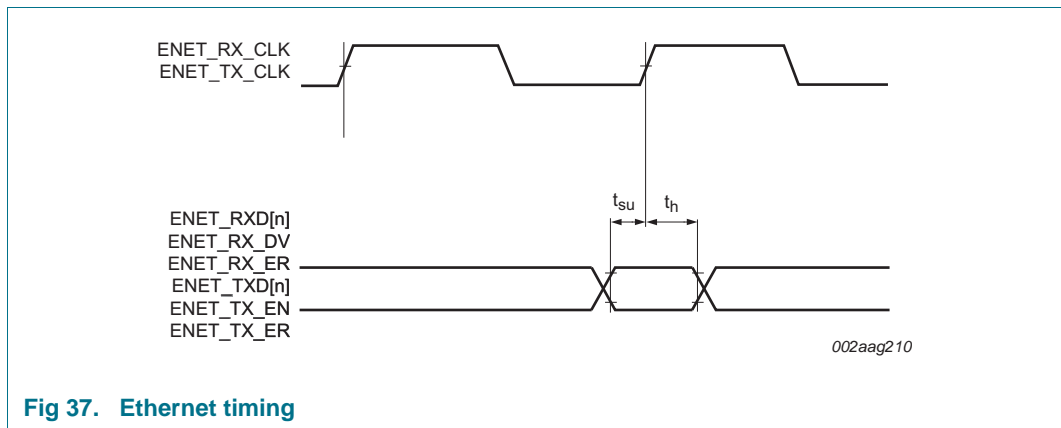 ENET_RX_CLK
ENET_TX_CLK
tsu
th
ENET_RXD[n]
ENET_RX_DV
ENET_RX_ER
ENET_TXD[n]
ENET_TX_EN
ENET_TX_ER
002aag210
Fig 37. Ethernet timing